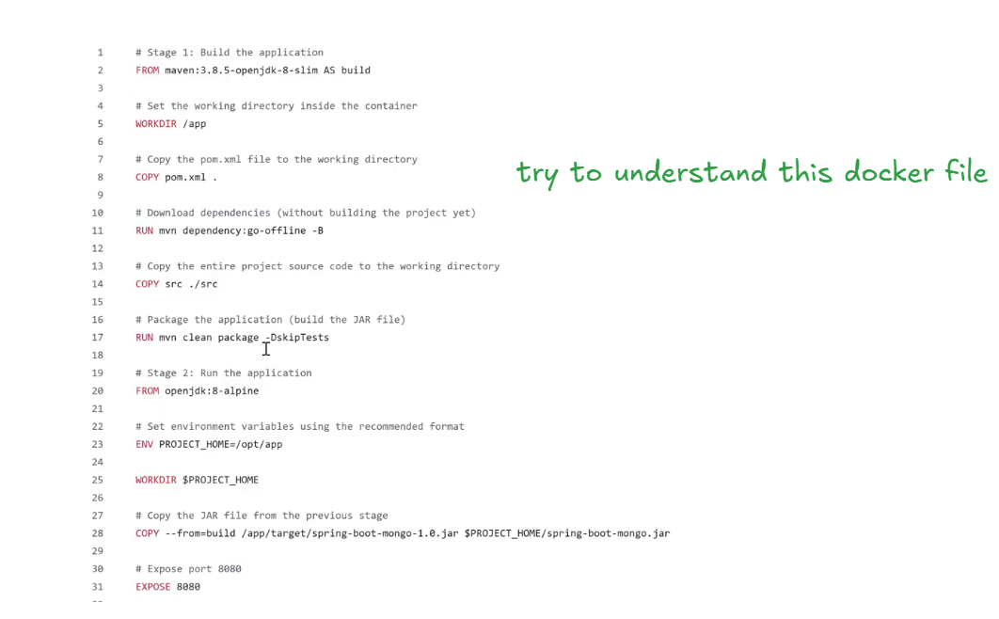 1 # Stage 1: Build the application
2 FROM maven:3.8.5-openjdk-8-slim AS build
3
4 # Set the working directory inside the container
5 WORKDIR /app
6
7 # Copy the pom.xml file to the working directory
8 COPY pom.xml .
try to understand this docker file
9
10 # Download dependencies (without building the project yet)
11 RUN mvn dependency:go-offline -B
12
13 # Copy the entire project source code to the working directory
14 COPY src ./src
15
16 # Package the application (build the JAR file)
17 RUN mvn clean package -DskipTests
18
19 # Stage 2: Run the application
20 FROM openjdk:8-alpine
21
22 # Set environment variables using the recommended format
23 ENV PROJECT_HOME=/opt/app
24
25 WORKDIR $PROJECT_HOME
26
27 # Copy the JAR file from the previous stage
28 COPY --from=build /app/target/spring-boot-mongo-1.0.jar $PROJECT_HOME/spring-boot-mongo.jar
29
30 # Expose port 8080
31 EXPOSE 8080